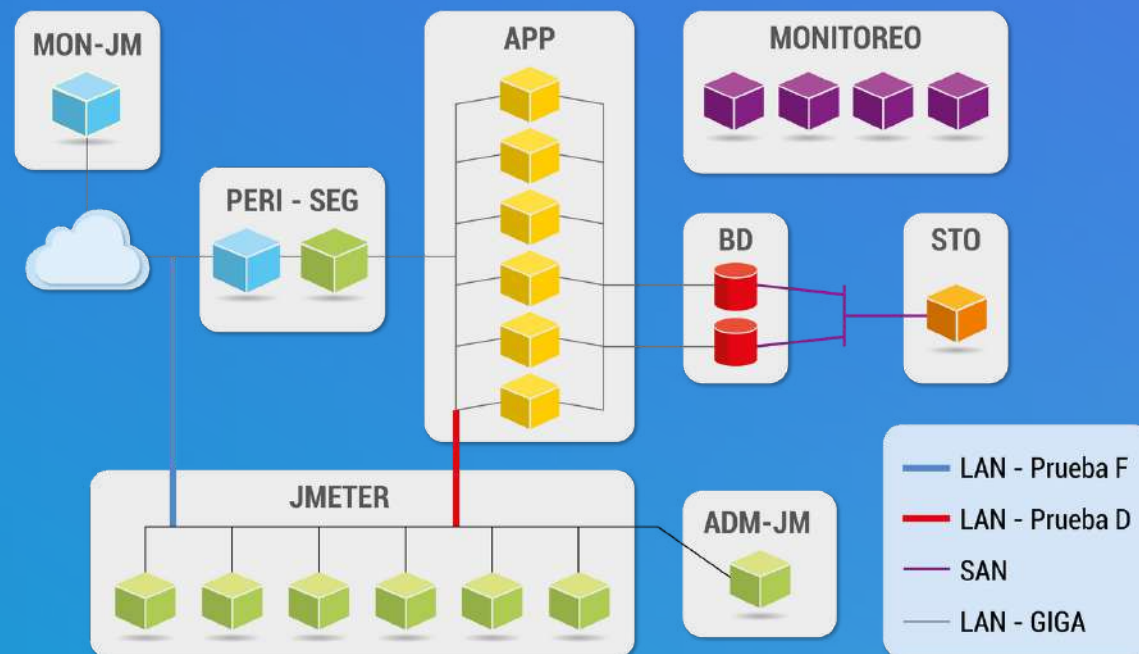 MON-JM
APP
MONITOREO
PERI - SEG
BD
STO
JMETER
ADM-JM
LAN - Prueba F
LAN - Prueba D
SAN
LAN - GIGA